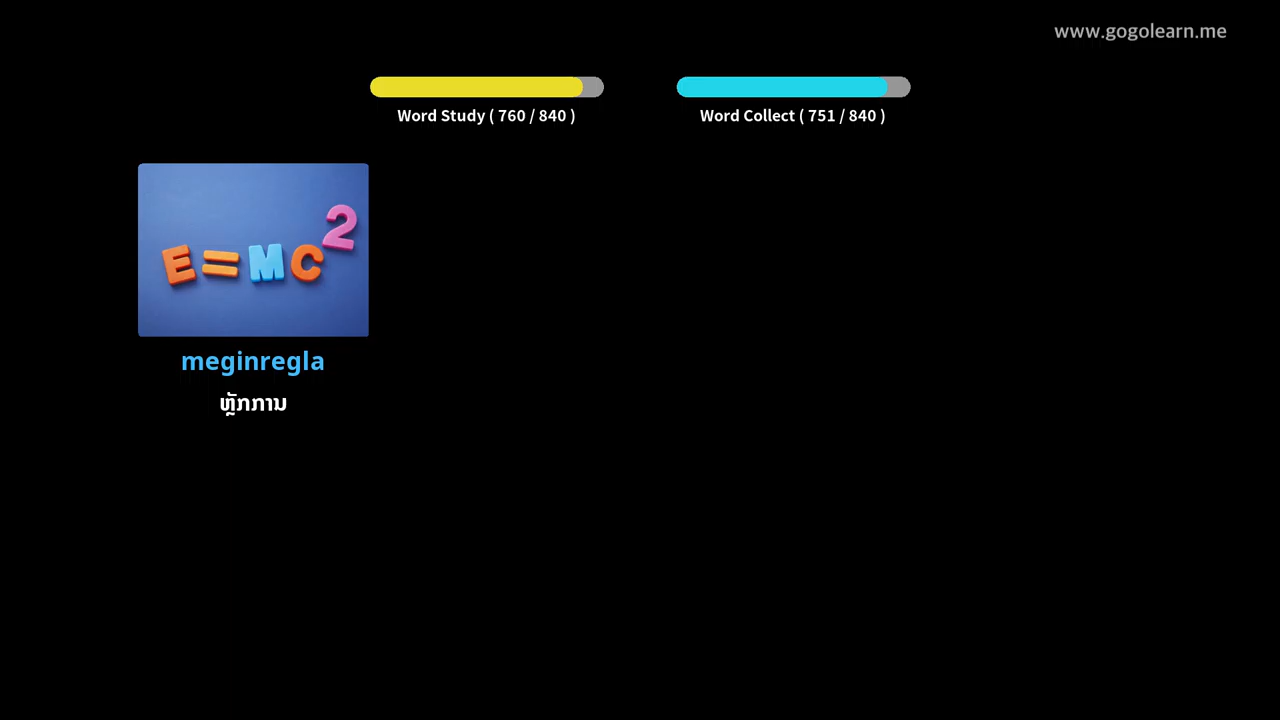 www.gogolearn.me
Word Study ( 760 / 840 )
Word Collect ( 751 / 840 )
E=MC2
meginregla
ຫຼັກການ